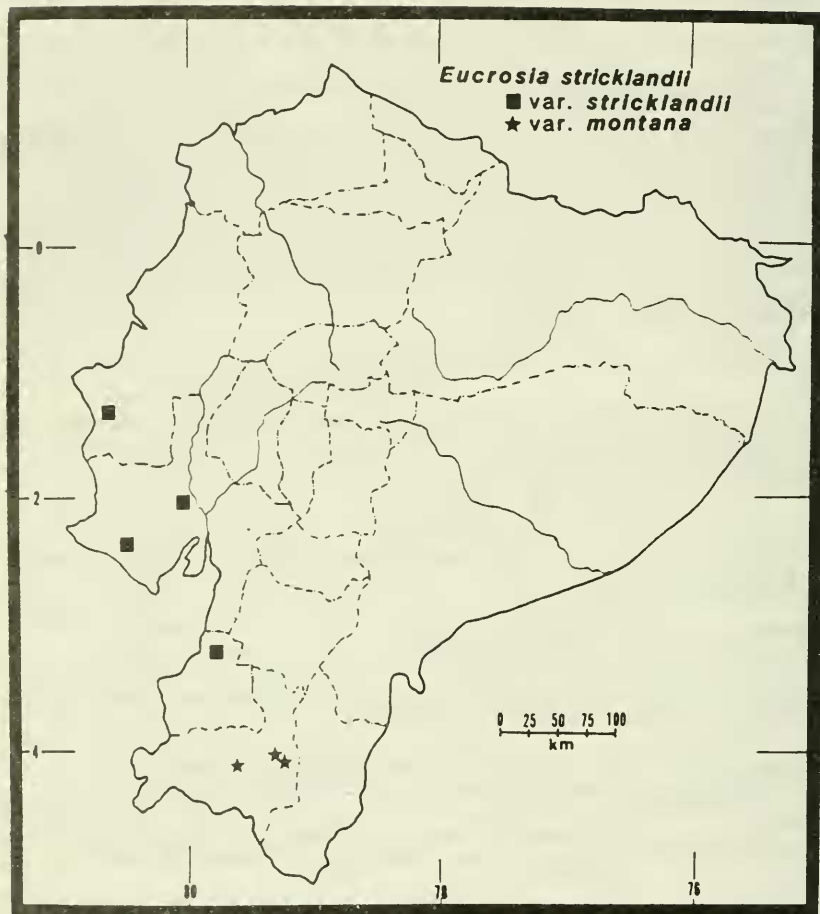 Eucrosia stricklandii
■ var. stricklandii
★ var. montana
0
2
4
0 25 50 75 100
km
80
78
76